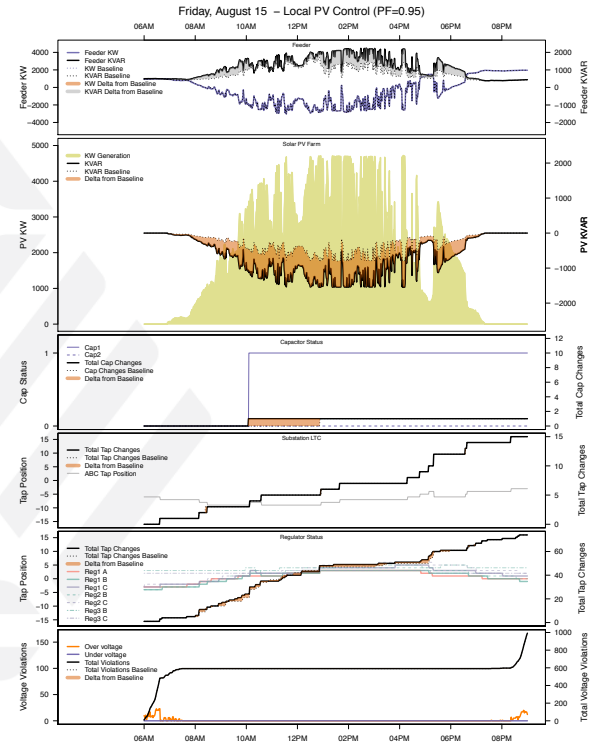 Friday, August 15 – Local PV Control (PF=0.95)
06AM 08AM 10AM 12PM 02PM 04PM 06PM 08PM
Feeder
Feeder KW
Feeder KVAR
KW Baseline
KVAR Baseline
KW Delta from Baseline
KVAR Delta from Baseline
Feeder KW
4000
2000
0
−2000
−4000
2000
1000
0
−1000
−2000
Feeder KVAR
Solar PV Farm
KW Generation
KVAR
KVAR Baseline
Delta from Baseline
PV KW
5000
4000
3000
2000
1000
0
2000
1000
0
−1000
−2000
PV KVAR
Capacitor Status
Cap1
Cap2
Total Cap Changes
Cap Changes Baseline
Delta from Baseline
Cap Status
1
0
12
10
8
6
4
2
0
Total Cap Changes
Substation LTC
Total Tap Changes
Total Tap Changes Baseline
Delta from Baseline
ABC Tap Position
Tap Position
15
10
5
0
−5
−10
−15
15
10
5
0
Total Tap Changes
Regulator Status
Total Tap Changes
Total Tap Changes Baseline
Delta from Baseline
Reg1 A
Reg1 B
Reg1 C
Reg2 B
Reg2 C
Reg3 B
Reg3 C
Tap Position
15
10
5
0
−5
−10
−15
60
40
20
0
Total Tap Changes
Over voltage
Under voltage
Total Violations
Total Violations Baseline
Delta from Baseline
Voltage Violations
150
100
50
0
1000
800
600
400
200
0
Total Voltage Violations
06AM 08AM 10AM 12PM 02PM 04PM 06PM 08PM